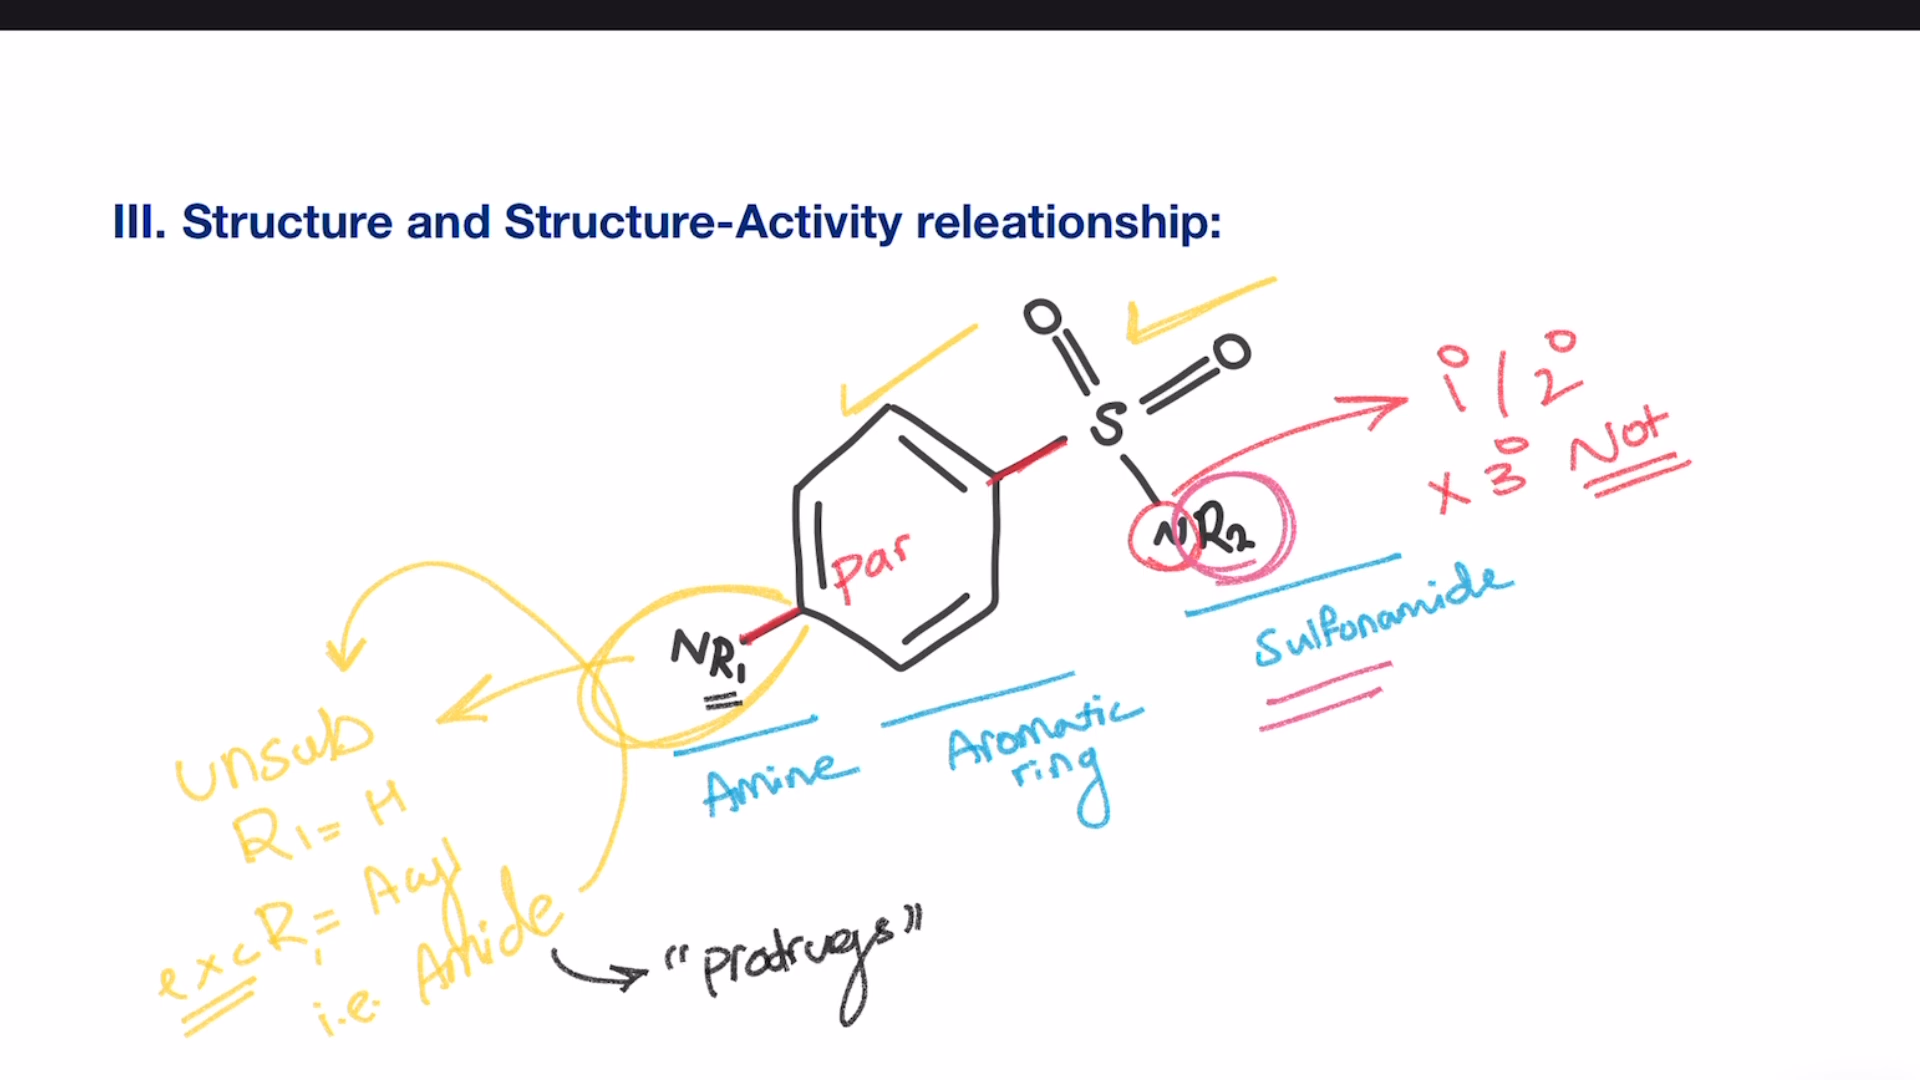 III. Structure and Structure-Activity releationship:
O
O
S
1° / 2°
x 3° Not
NR2
par
NR1
Sulfonamide
Aromatic
ring
Amine
unsub
R1 = H
exc R1 = Acyl
i.e. Amide
"prodrugs"